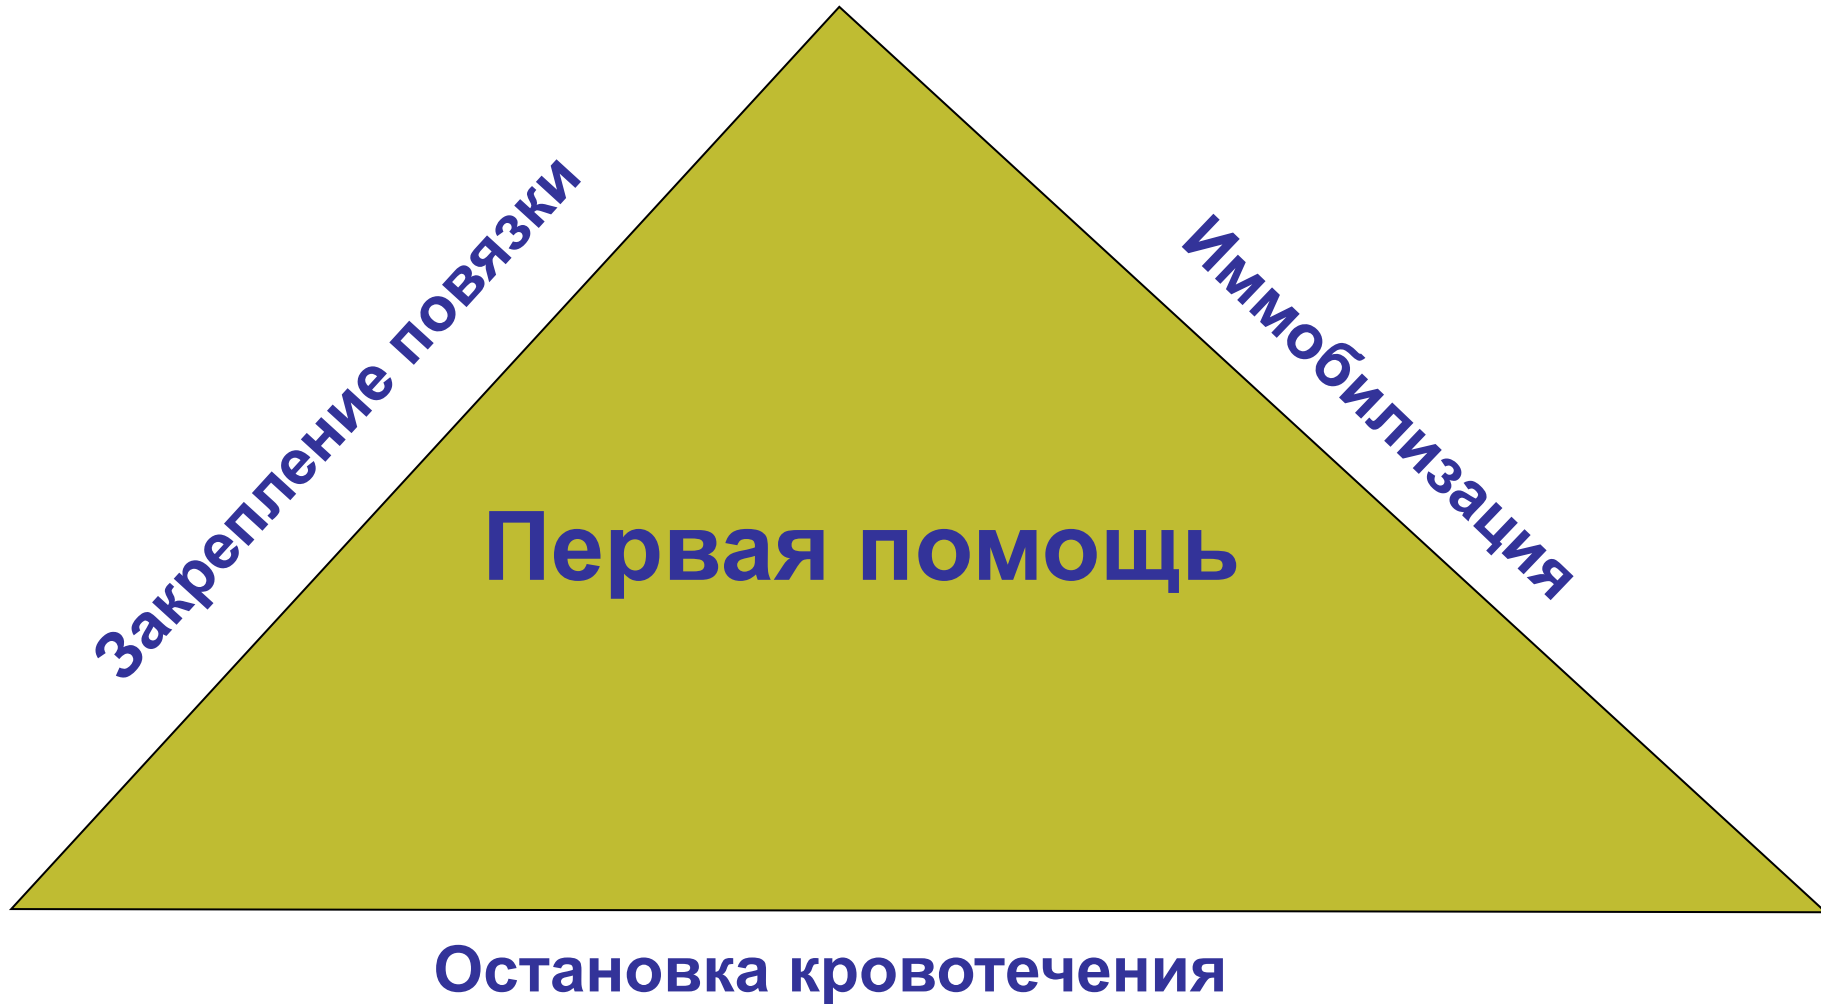 Закрепление повязки
Иммобилизация
Первая помощь
Остановка кровотечения